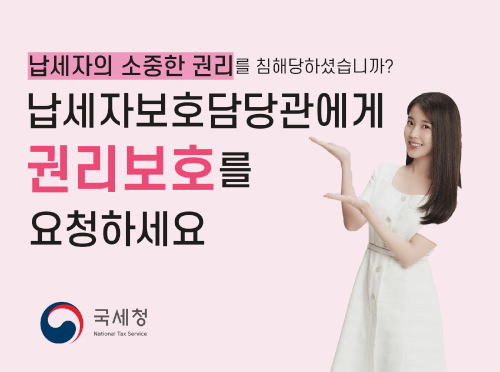 납세자의 소중한 권리를 침해당하셨습니까?
납세자보호담당관에게
권리보호를
요청하세요
국세청
National Tax Service